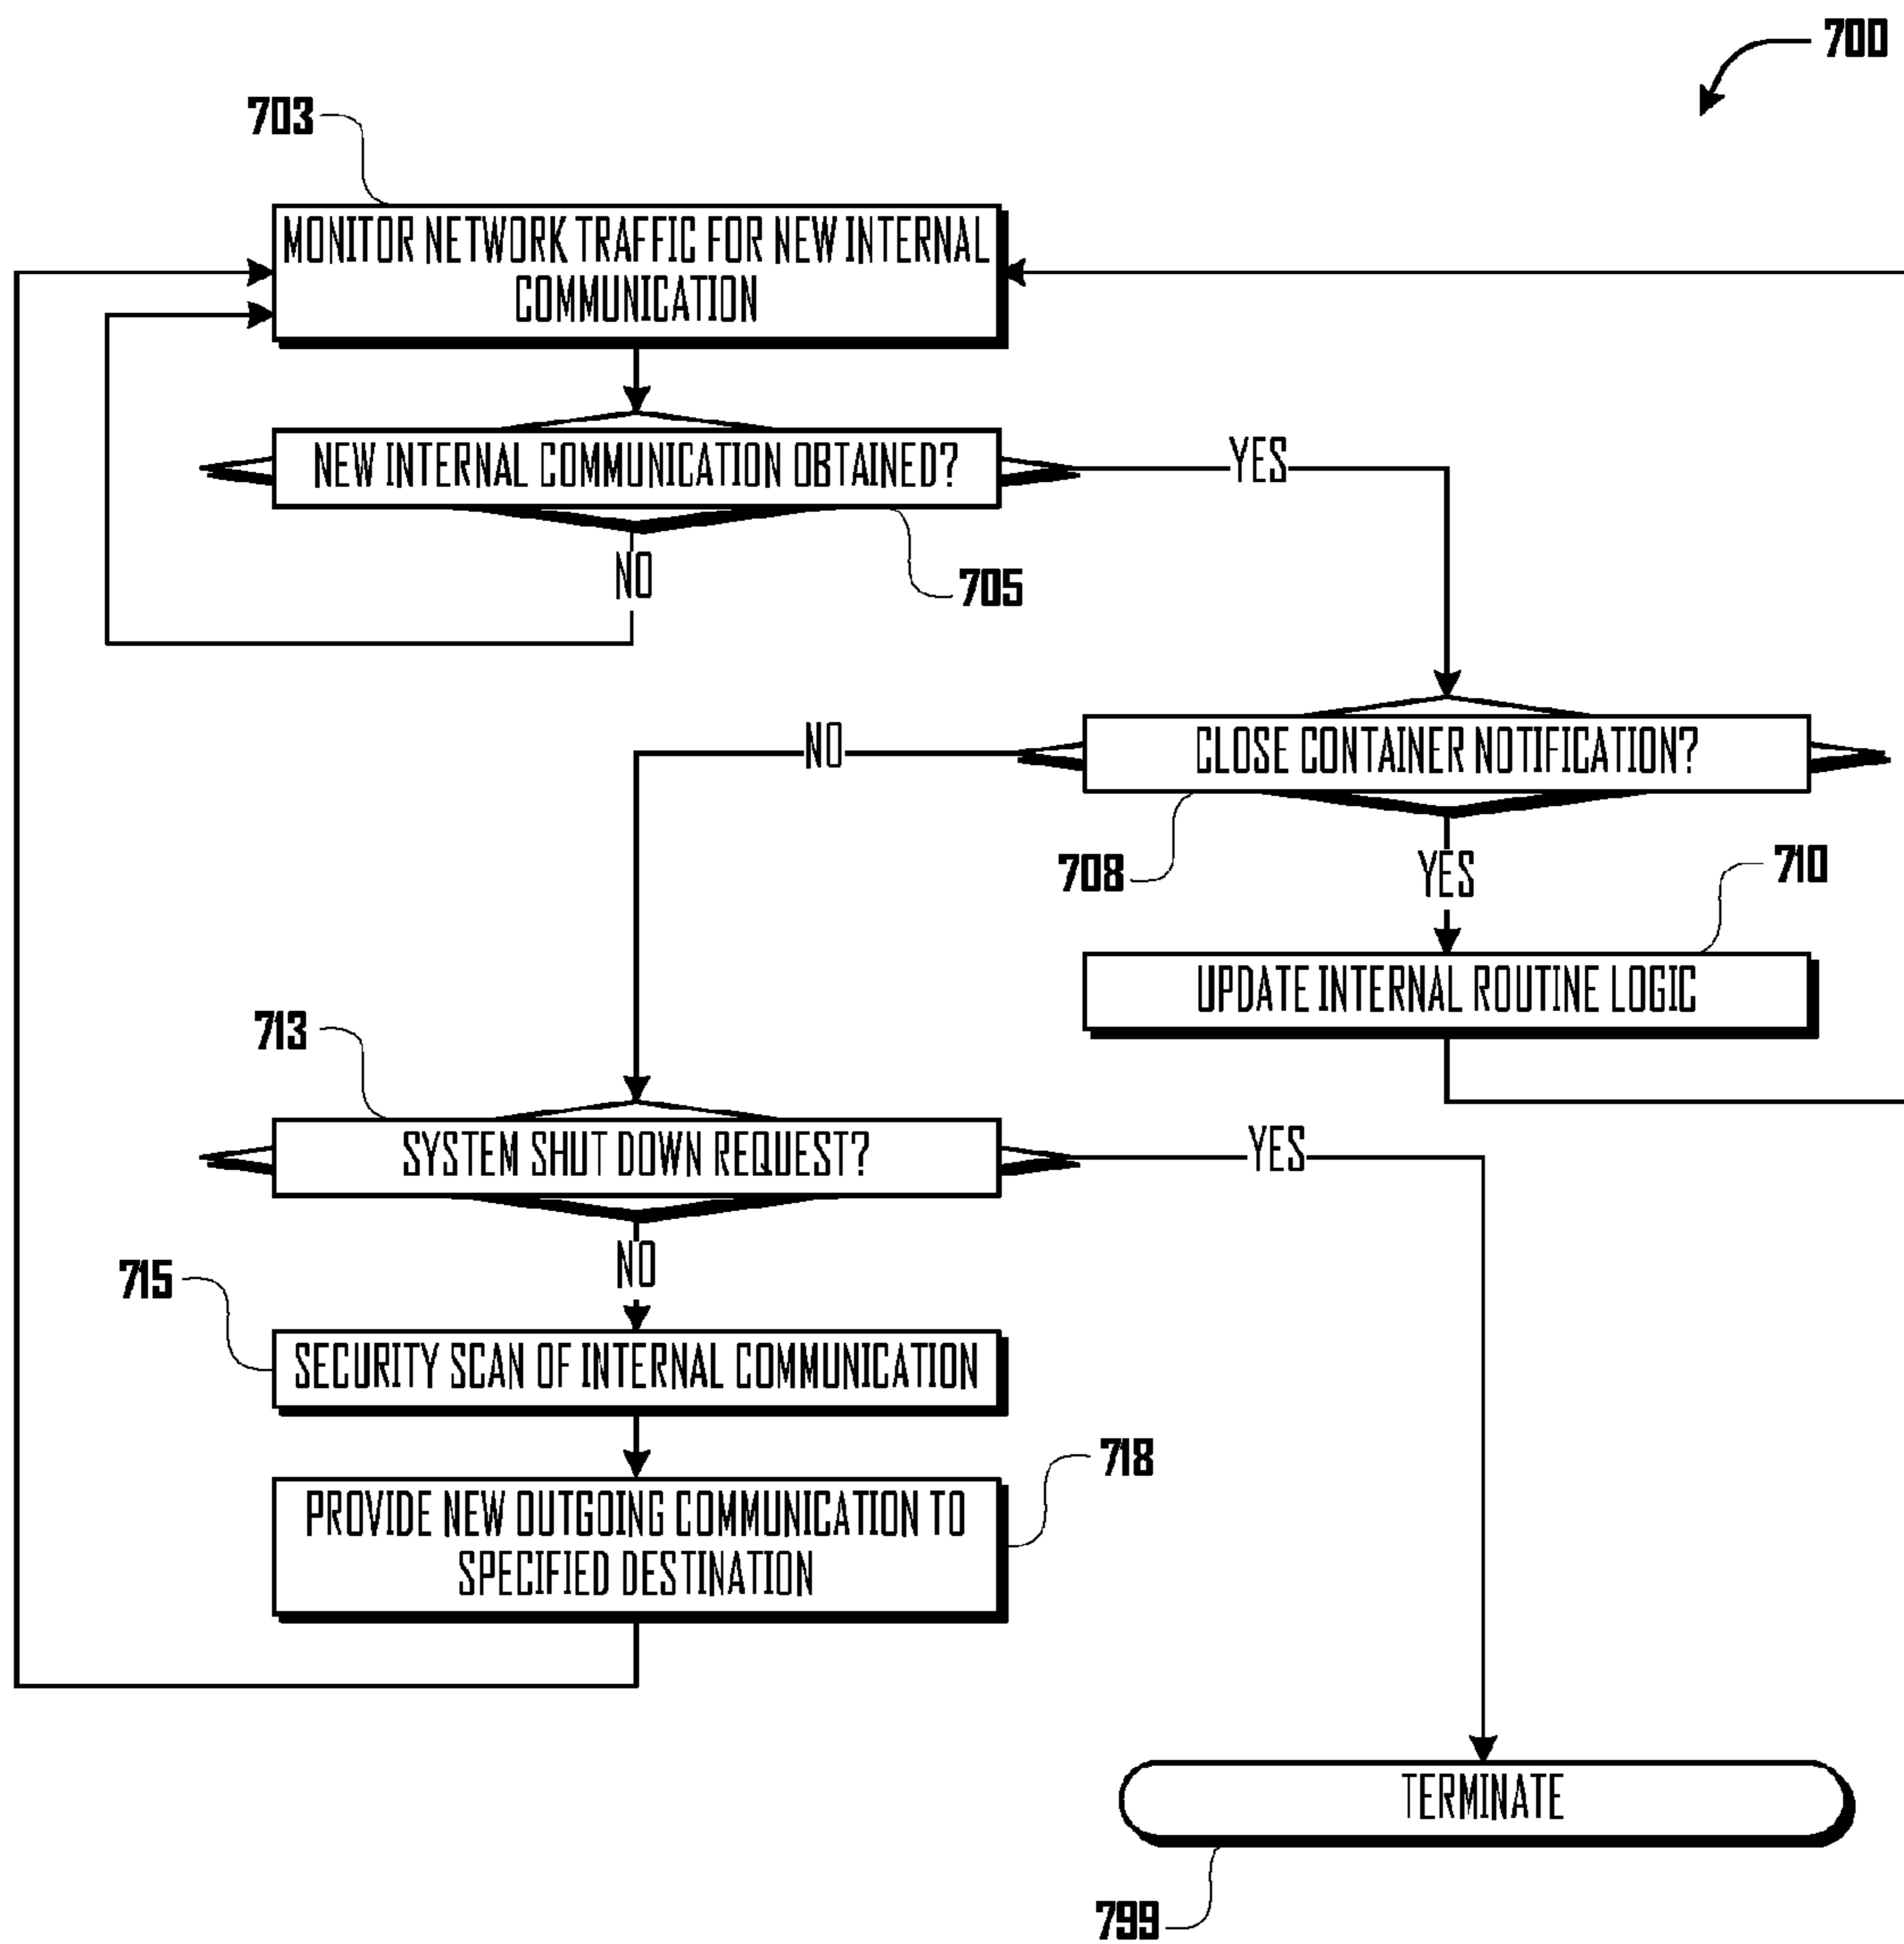 700
703
MONITOR NETWORK TRAFFIC FOR NEW INTERNAL
COMMUNICATION
NEW INTERNAL COMMUNICATION OBTAINED?
YES
NO
705
NO
CLOSE CONTAINER NOTIFICATION?
708
YES
710
UPDATE INTERNAL ROUTINE LOGIC
713
SYSTEM SHUT DOWN REQUEST?
YES
NO
715
SECURITY SCAN OF INTERNAL COMMUNICATION
718
PROVIDE NEW OUTGOING COMMUNICATION TO
SPECIFIED DESTINATION
TERMINATE
799